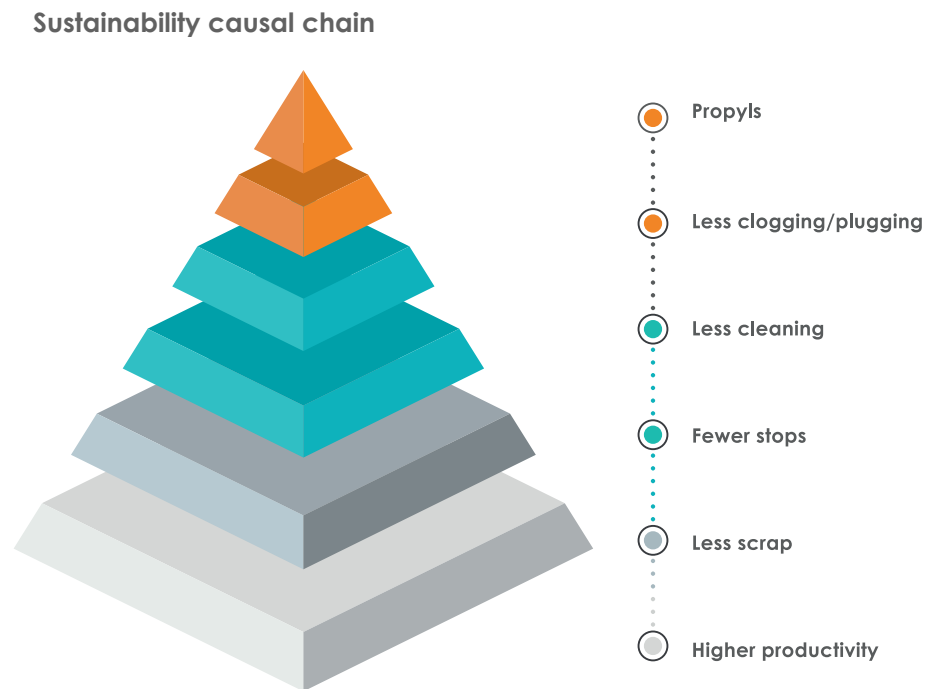 Sustainability causal chain
Propyls
Less clogging/plugging
Less cleaning
Fewer stops
Less scrap
Higher productivity